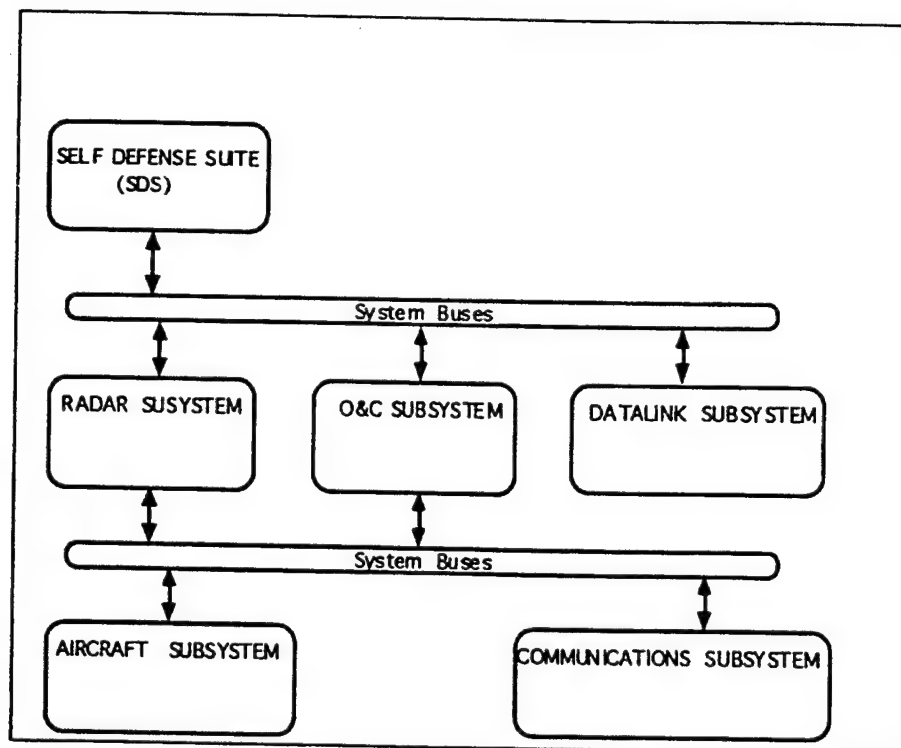 SELF DEFENSE SUITE
(SDS)
System Buses
RADAR SUSYSTEM
O&C SUBSYSTEM
DATALINK SUBSYSTEM
System Buses
AIRCRAFT SUBSYSTEM
COMMUNICATIONS SUBSYSTEM